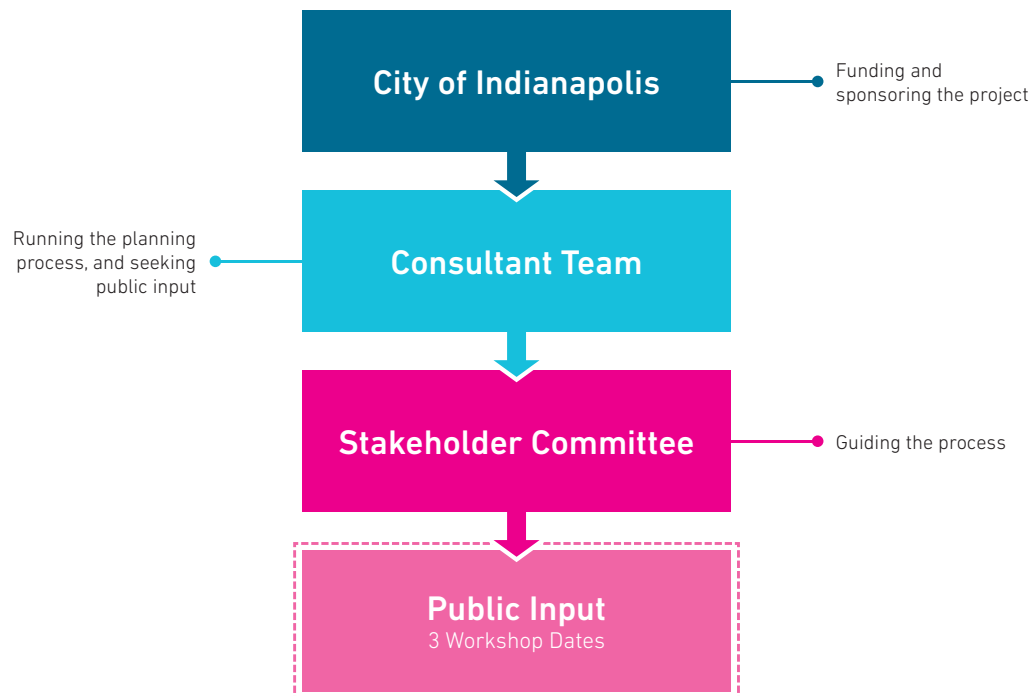 City of Indianapolis
Funding and
sponsoring the project
Running the planning
process, and seeking
public input
Consultant Team
Stakeholder Committee
Guiding the process
Public Input
3 Workshop Dates